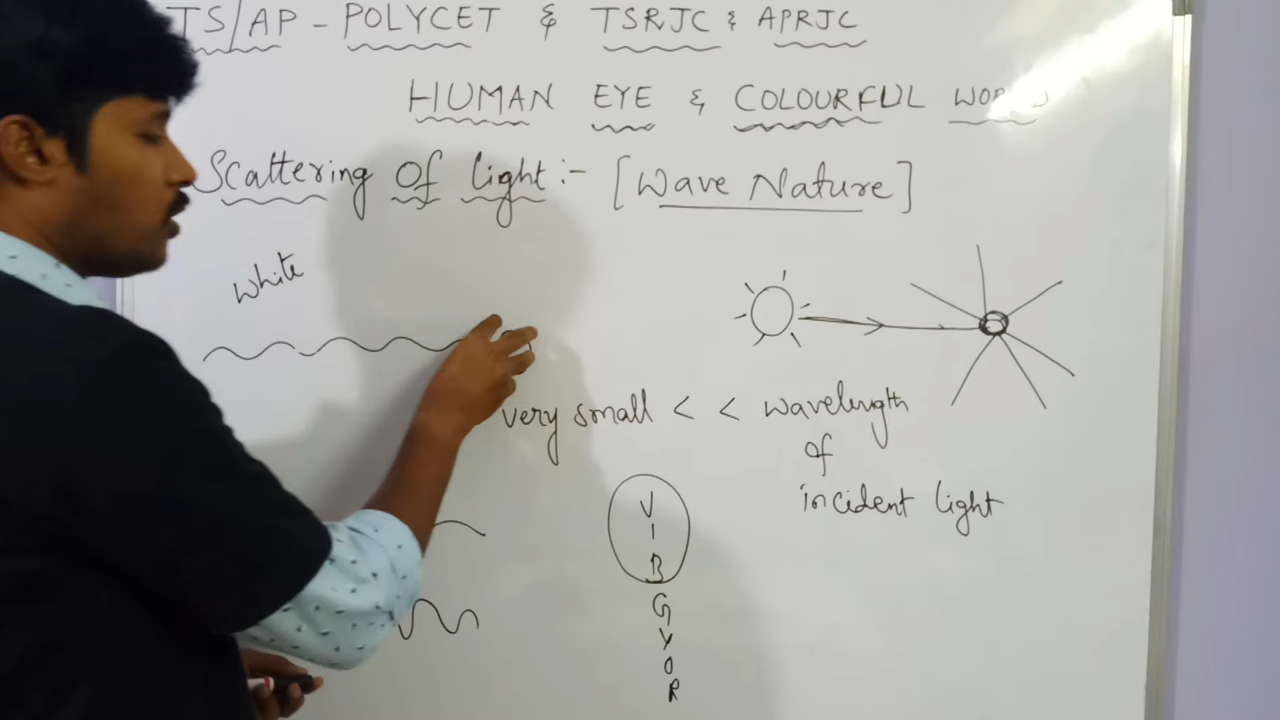 TS/AP - POLYCET & TSRJC & APRJC
HUMAN EYE & COLOURFUL
Scattering Of light :- [Wave Nature]
white
very small < < wavelength
of
incident light
V
I
B
G
Y
O
R